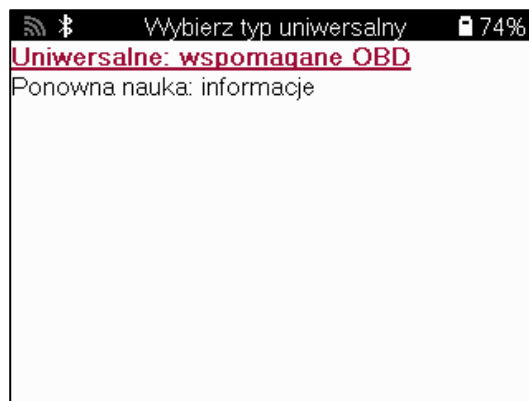 Wybierz typ uniwersalny 74%
Uniwersalne: wspomagane OBD
Ponowna nauka: informacje